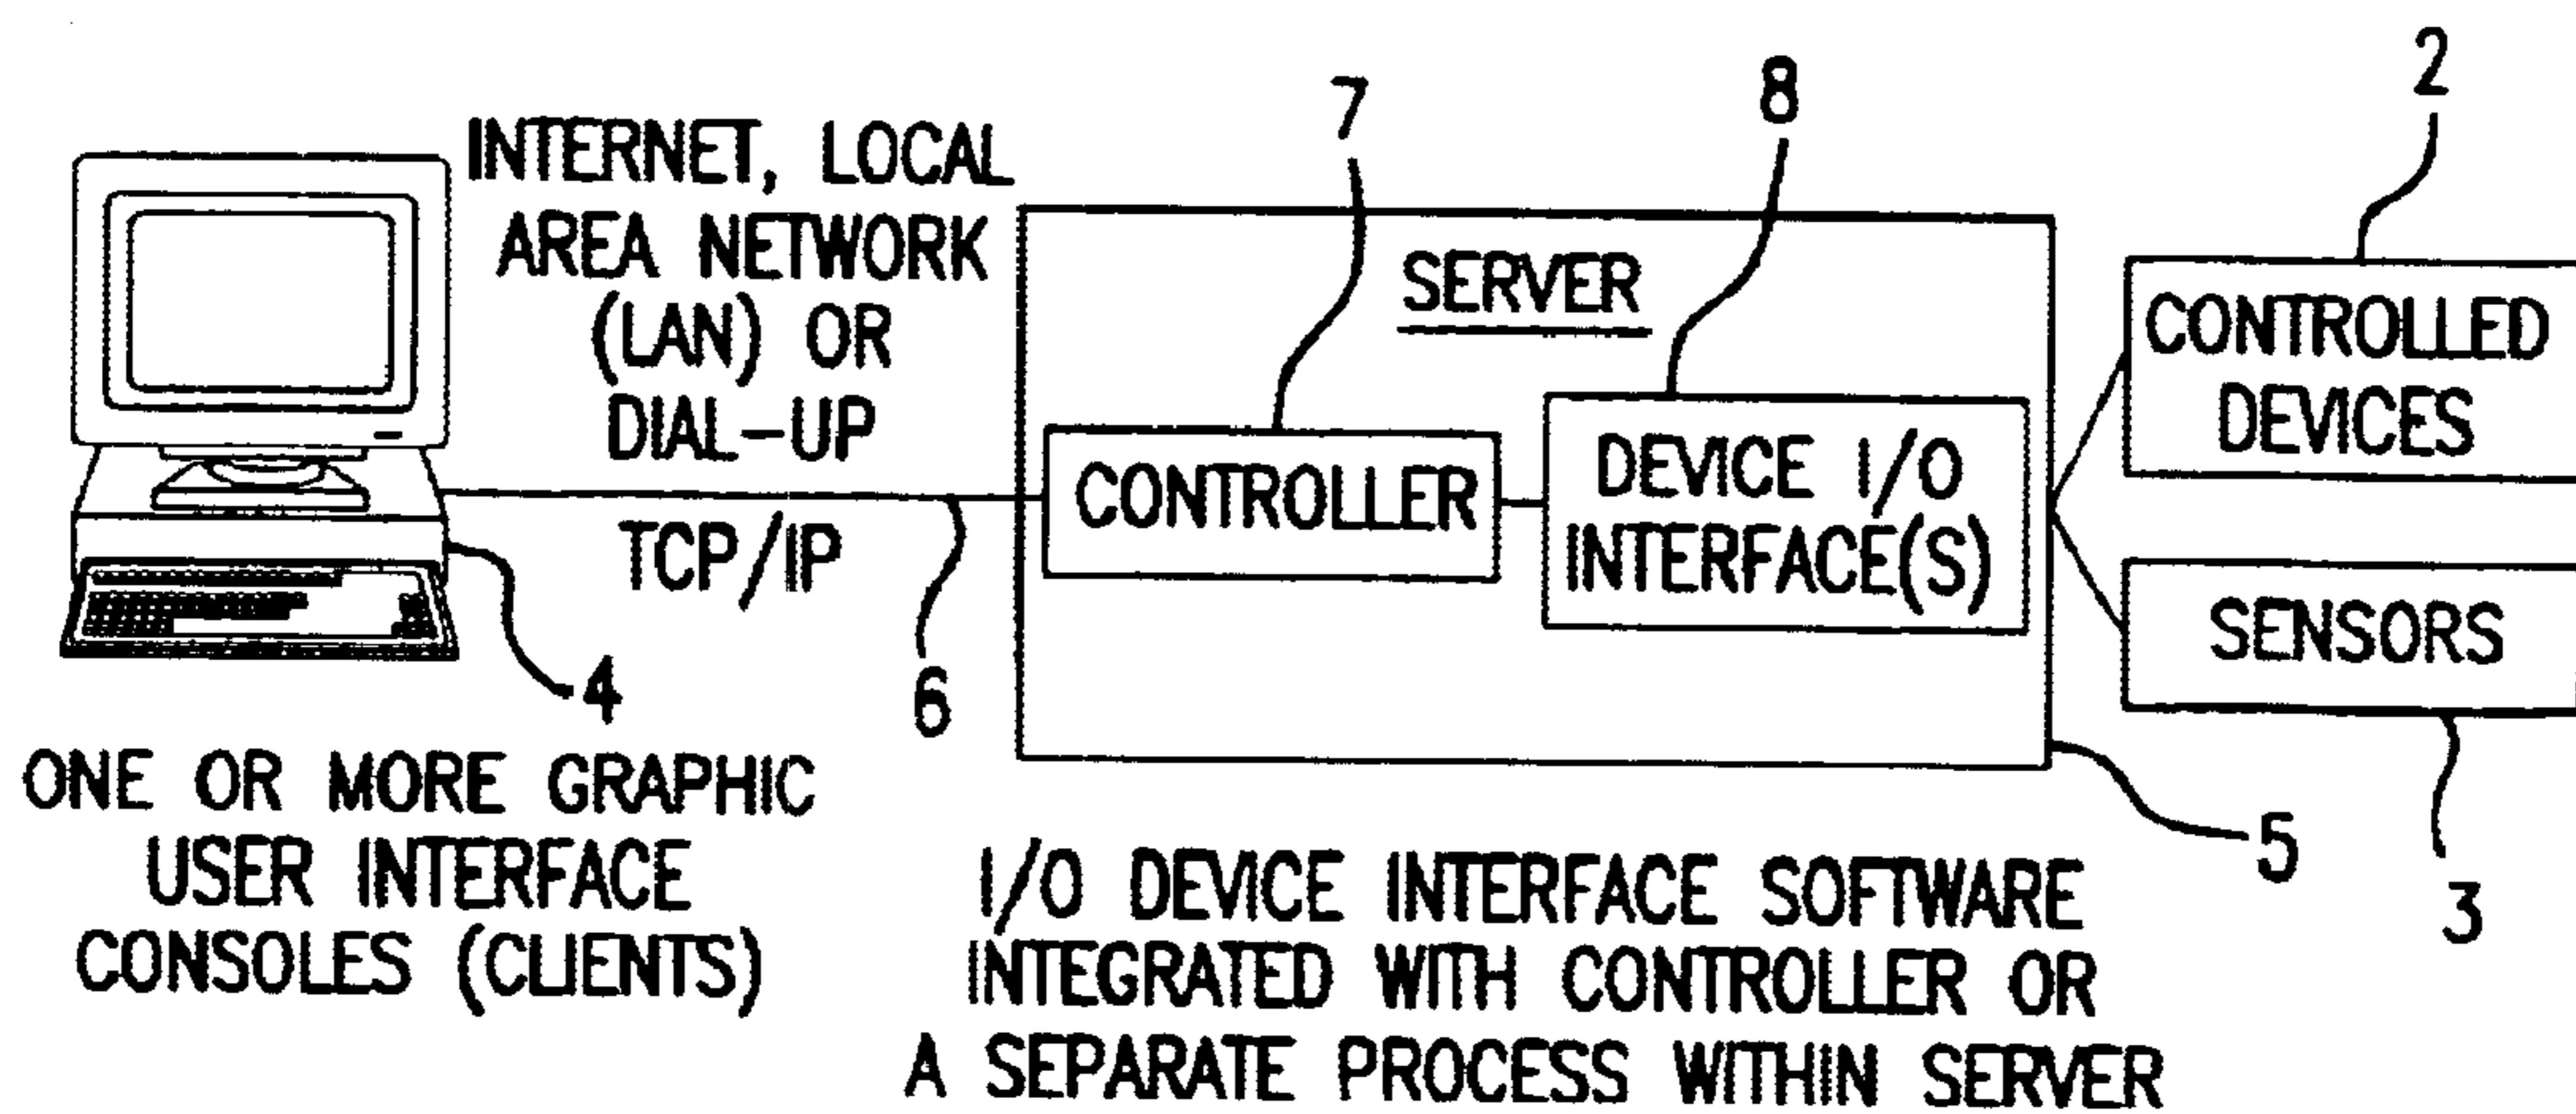 2
7
8
INTERNET, LOCAL
AREA NETWORK
(LAN) OR
DIAL-UP
TCP/IP
SERVER
CONTROLLER
DEVICE I/O
INTERFACE(S)
CONTROLLED
DEVICES
SENSORS
4
6
5
3
ONE OR MORE GRAPHIC
USER INTERFACE
CONSOLES (CLIENTS)
I/O DEVICE INTERFACE SOFTWARE
INTEGRATED WITH CONTROLLER OR
A SEPARATE PROCESS WITHIN SERVER